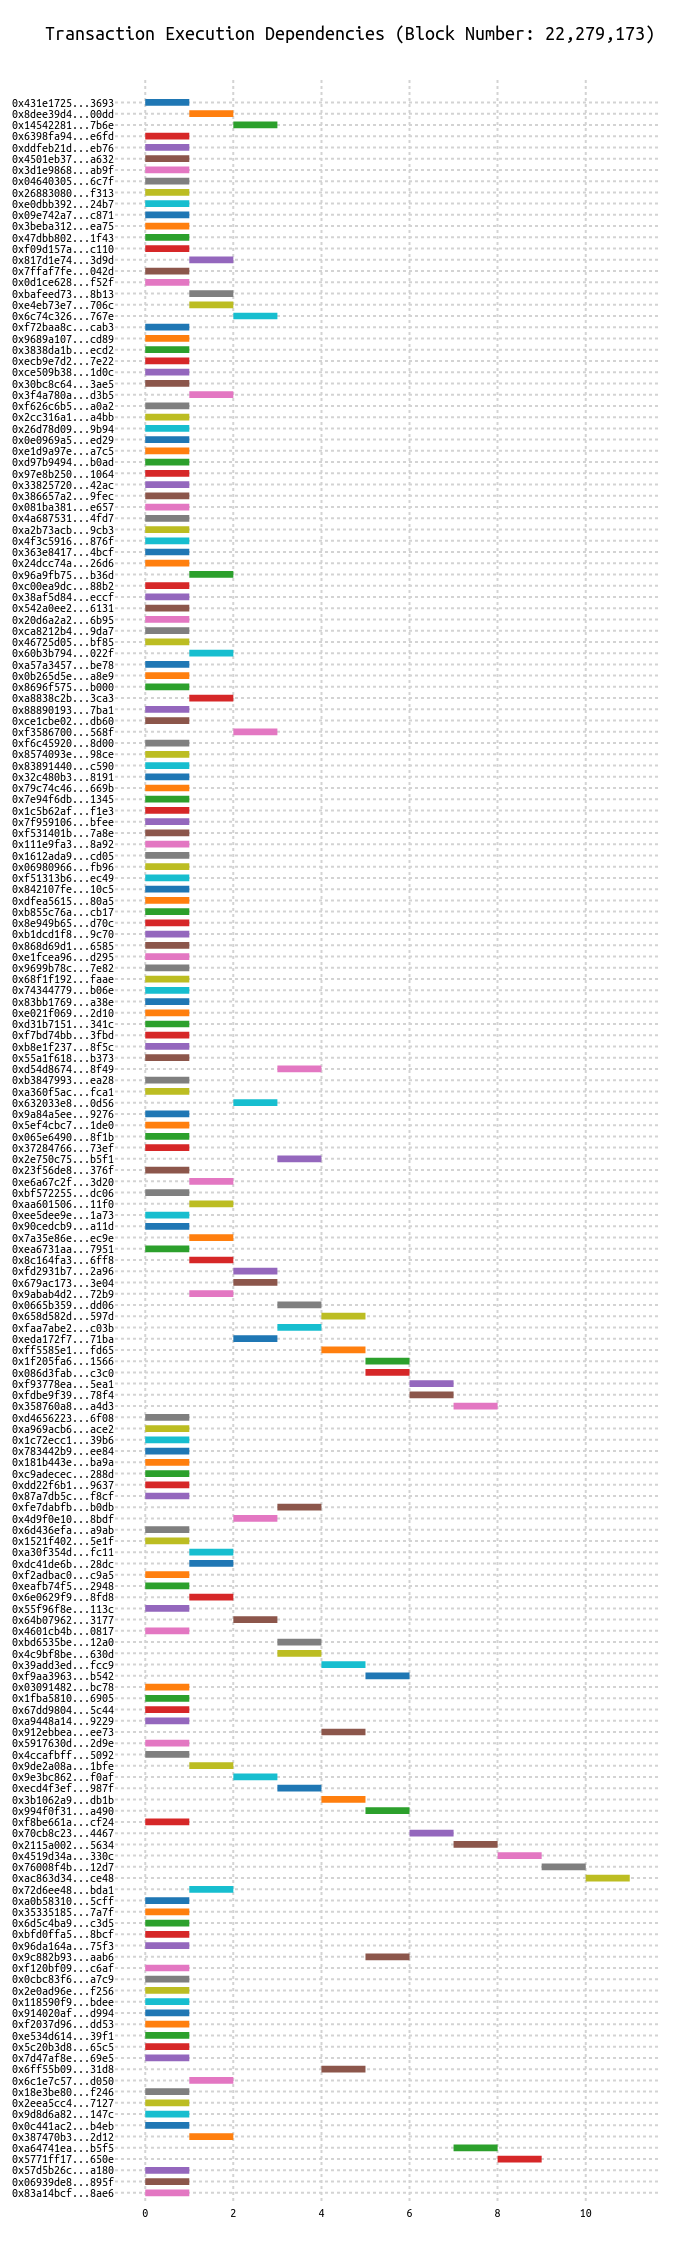 Transaction Execution Dependencies (Block Number: 22,279,173)
0x431e1725...3693
0x8dee39d4...00dd
0x14542281...7b6e
0x6398fa94...e6fd
0xddfeb21d...eb76
0x4501eb37...a632
0x3d1e9868...ab9f
0x04640305...6c7f
0x26883080...f313
0xe0dbb392...24b7
0x09e742a7...c871
0x3beba312...ea75
0x47dbb802...1f43
0xf09d157a...c110
0x817d1e74...3d9d
0x7ffaf7fe...042d
0x0d1ce628...f52f
0xbafeed73...8b13
0xe4eb73e7...706c
0x6c74c326...767e
0xf72baa8c...cab3
0x9689a107...cd89
0x3838da1b...ecd2
0xecb9e7d2...7e22
0xce509b38...1d0c
0x30bc8c64...3ae5
0x3f4a780a...d3b5
0xf626c6b5...a0a2
0x2cc316a1...a4bb
0x26d78d09...9b94
0x0e0969a5...ed29
0xe1d9a97e...a7c5
0xd97b9494...b0ad
0x97e8b250...1064
0x33825720...42ac
0x386657a2...9fec
0x081ba381...e657
0x4a687531...4fd7
0xa2b73acb...9cb3
0x4f3c5916...876f
0x363e8417...4bcf
0x24dcc74a...26d6
0x96a9fb75...b36d
0xc00ea9dc...88b2
0x38af5d84...eccf
0x542a0ee2...6131
0x20d6a2a2...6b95
0xca8212b4...9da7
0x46725d05...bf85
0x60b3b794...022f
0xa57a3457...be78
0x0b265d5e...a8e9
0x8696f575...b000
0xa8838c2b...3ca3
0x88890193...7ba1
0xce1cbe02...db60
0xf3586700...568f
0xf6c45920...8d00
0x8574093e...98ce
0x83891440...c590
0x32c480b3...8191
0x79c74c46...669b
0x7e94f6db...1345
0x1c5b62af...f1e3
0x7f959106...bfee
0xf531401b...7a8e
0x111e9fa3...8a92
0x1612ada9...cd05
0x06980966...fb96
0xf51313b6...ec49
0x842107fe...10c5
0xdfea5615...80a5
0xb855c76a...cb17
0x8e949b65...d70c
0xb1dcd1f8...9c70
0x868d69d1...6585
0xe1fcea96...d295
0x9699b78c...7e82
0x68f1f192...faae
0x74344779...b06e
0x83bb1769...a38e
0xe021f069...2d10
0xd31b7151...341c
0xf7bd74bb...3fbd
0xb8e1f237...8f5c
0x55a1f618...b373
0xd54d8674...8f49
0xb3847993...ea28
0xa360f5ac...fca1
0x632033e8...0d56
0x9a84a5ee...9276
0x5ef4cbc7...1de0
0x065e6490...8f1b
0x37284766...73ef
0x2e750c75...b5f1
0x23f56de8...376f
0xe6a67c2f...3d20
0xbf572255...dc06
0xaa601506...11f0
0xee5dee9e...1a73
0x90cedcb9...a11d
0x7a35e86e...ec9e
0xea6731aa...7951
0x8c164fa3...6ff8
0xfd2931b7...2a96
0x679ac173...3e04
0x9abab4d2...72b9
0x0665b359...dd06
0x658d582d...597d
0xfaa7abe2...c03b
0xeda172f7...71ba
0xff5585e1...fd65
0x1f205fa6...1566
0x086d3fab...c3c0
0xf93778ea...5ea1
0xfdbe9f39...78f4
0x358760a8...a4d3
0xd4656223...6f08
0xa969acb6...ace2
0x1c72ecc1...39b6
0x783442b9...ee84
0x181b443e...ba9a
0xc9adecec...288d
0xdd22f6b1...9637
0x87a7db5c...f8cf
0xfe7dabfb...b0db
0x4d9f0e10...8bdf
0x6d436efa...a9ab
0x1521f402...5e1f
0xa30f354d...fc11
0xdc41de6b...28dc
0xf2adbac0...c9a5
0xeafb74f5...2948
0x6e0629f9...8fd8
0x55f96f8e...113c
0x64b07962...3177
0x4601cb4b...0817
0xbd6535be...12a0
0x4c9bf8be...630d
0x39add3ed...fcc9
0xf9aa3963...b542
0x03091482...bc78
0x1fba5810...6905
0x67dd9804...5c44
0xa9448a14...9229
0x912ebbea...ee73
0x5917630d...2d9e
0x4ccafbff...5092
0x9de2a08a...1bfe
0x9e3bc862...f0af
0xecd4f3ef...987f
0x3b1062a9...db1b
0x994f0f31...a490
0xf8be661a...cf24
0x70cb8c23...4467
0x2115a002...5634
0x4519d34a...330c
0x76008f4b...12d7
0xac863d34...ce48
0x72d6ee48...bda1
0xa0b58310...5cff
0x35335185...7a7f
0x6d5c4ba9...c3d5
0xbfd0ffa5...8bcf
0x96da164a...75f3
0x9c882b93...aab6
0xf120bf09...c6af
0x0cbc83f6...a7c9
0x2e0ad96e...f256
0x118590f9...bdee
0x914020af...d994
0xf2037d96...dd53
0xe534d614...39f1
0x5c20b3d8...65c5
0x7d47af8e...69e5
0x6ff55b09...31d8
0x6c1e7c57...d050
0x18e3be80...f246
0x2eea5cc4...7127
0x9d8d6a82...147c
0x0c441ac2...b4eb
0x387470b3...2d12
0xa64741ea...b5f5
0x5771ff17...650e
0x57d5b26c...a180
0x06939de8...895f
0x83a14bcf...8ae6
0 2 4 6 8 10